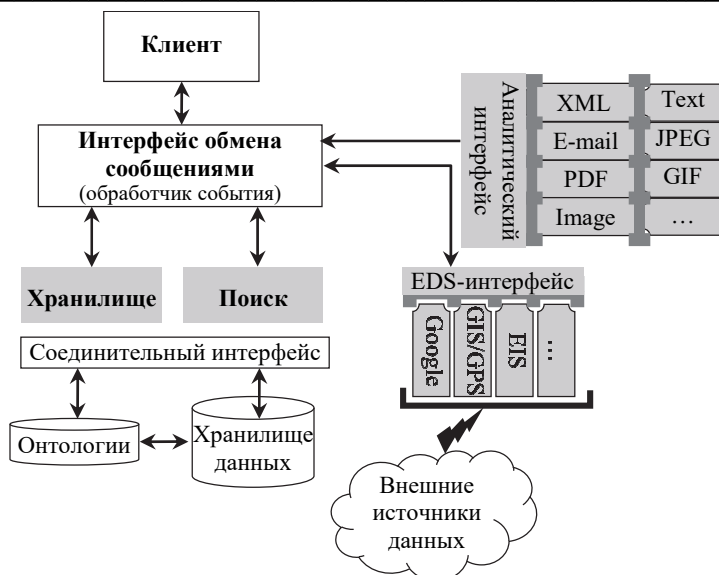 Клиент
Интерфейс обмена
сообщениями
(обработчик события)
Хранилище
Поиск
Соединительный интерфейс
Онтологии
Хранилище
данных
Аналитический
интерфейс
XML
Text
E-mail
JPEG
PDF
GIF
Image
...
EDS-интерфейс
Google
GIS/GPS
EIS
...
Внешние
источники
данных